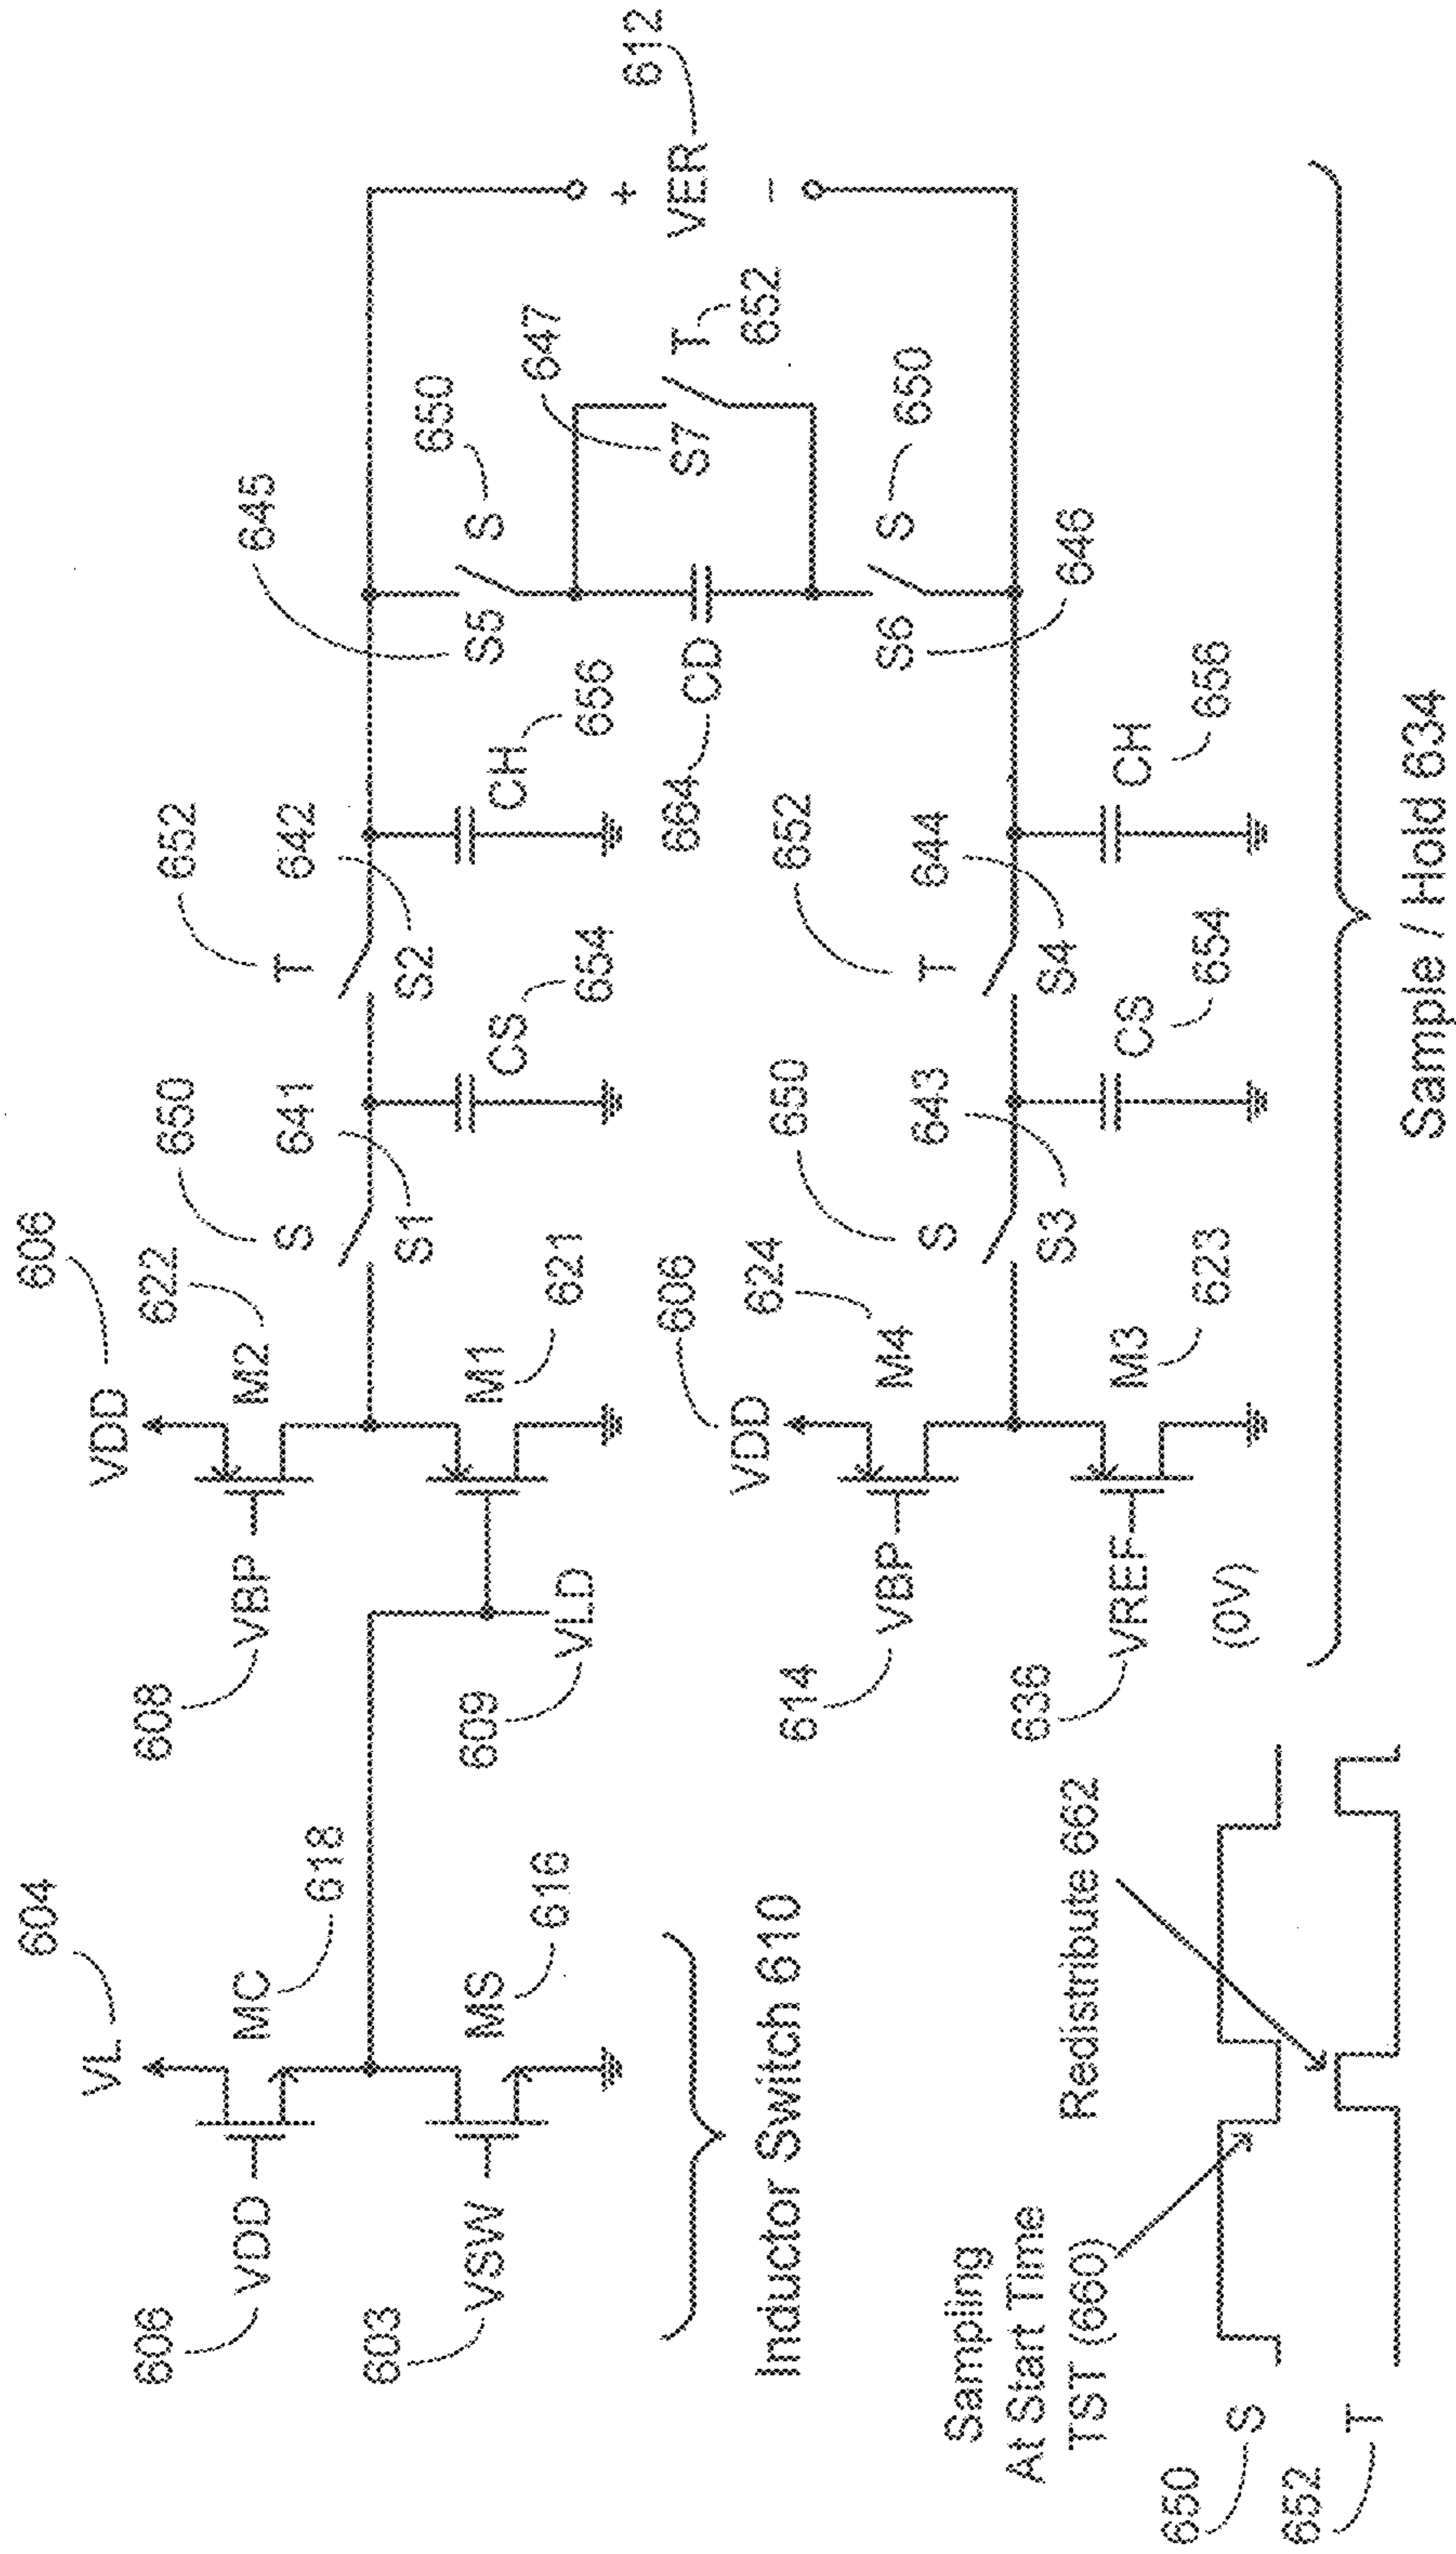 604
VL
606
VDD
MC
618
603
VSW
MS
616
Inductor Switch 610
608
VBP
609
VLD
606
VDD
622
M2
M1
621
650
S
641
S1
CS
654
652
T
642
S2
CH
656
645
S5
S
650
664
CD
647
S7
T
652
S6
S
650
646
+
VER
−
612
614
VBP
636
VREF
(0V)
606
VDD
624
M4
M3
623
650
S
643
S3
CS
654
652
T
644
S4
CH
656
Sample / Hold 634
Sampling
At Start Time
TST (660)
Redistribute 662
650
S
652
T